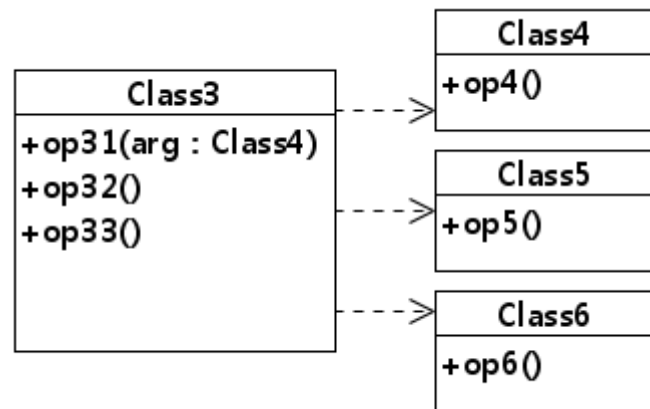 Class3
+op31(arg : Class4)
+op32()
+op33()
Class4
+op4()
Class5
+op5()
Class6
+op6()